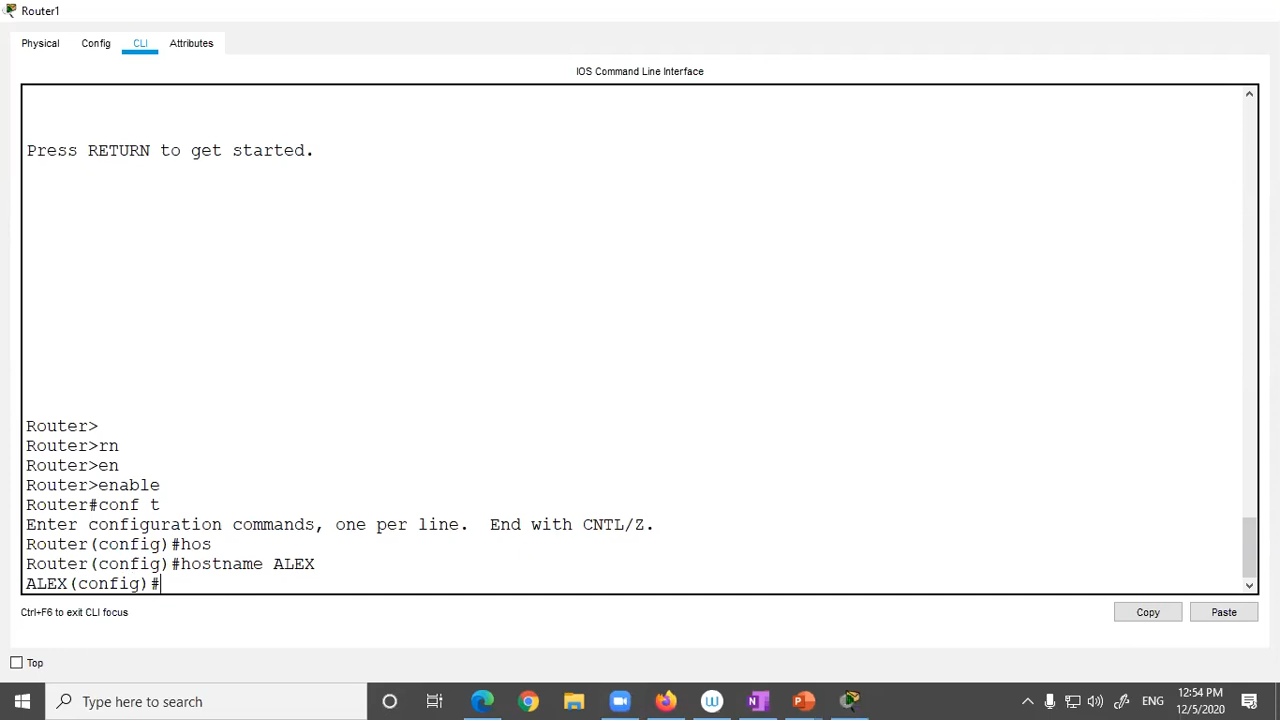 Router1
Physical Config CLI Attributes
IOS Command Line Interface
Press RETURN to get started.
Router>
Router>rn
Router>en
Router>enable
Router#conf t
Enter configuration commands, one per line.  End with CNTL/Z.
Router(config)#hos
Router(config)#hostname ALEX
ALEX(config)#
Ctrl+F6 to exit CLI focus
Copy Paste
Top
Type here to search
ENG
12:54 PM
12/5/2020